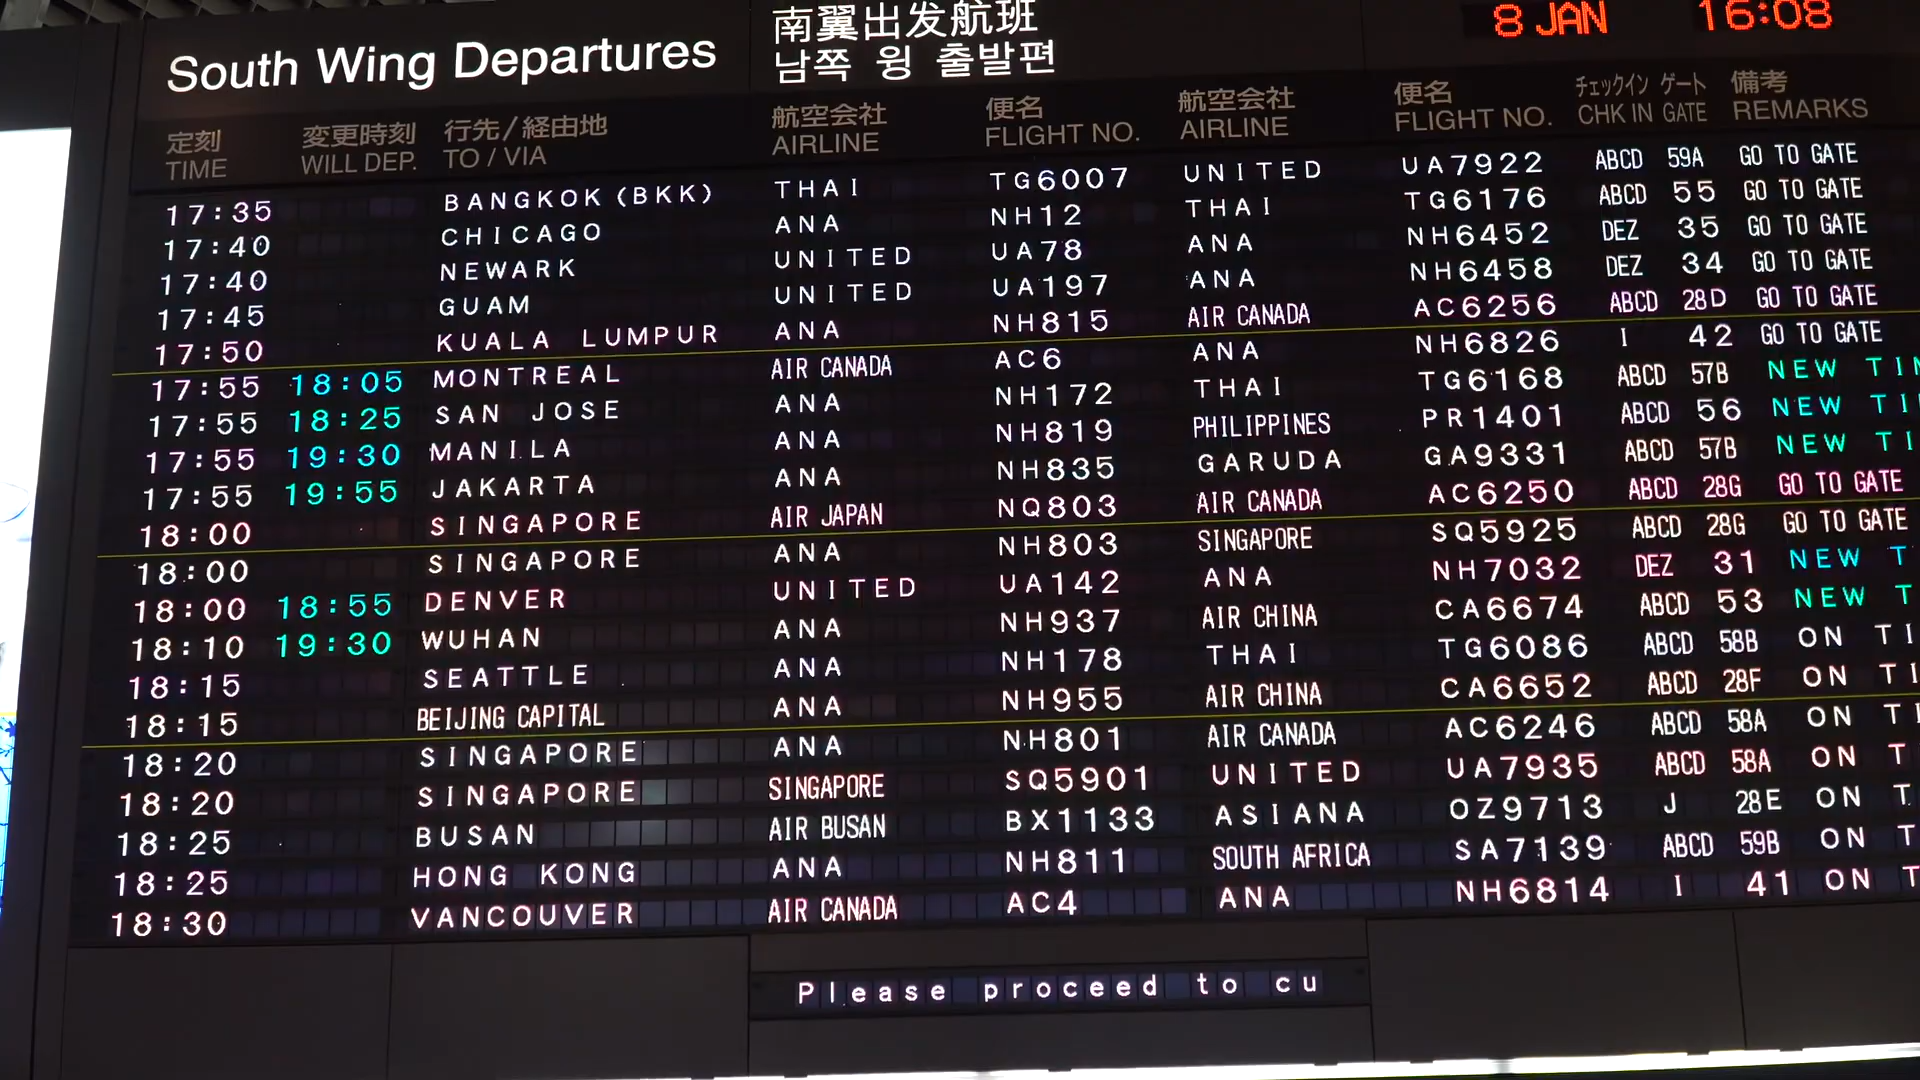 South Wing Departures
南翼出发航班
남쪽 윙 출발편
8 JAN 16:08
定刻 変更時刻 行先/経由地 航空会社 便名 航空会社 便名 チェックイン ゲート 備考
TIME WILL DEP. TO / VIA AIRLINE FLIGHT NO. AIRLINE FLIGHT NO. CHK IN GATE REMARKS
17:35 BANGKOK (BKK) THAI TG6007 UNITED UA7922 ABCD 59A GO TO GATE
17:40 CHICAGO ANA NH12 THAI TG6176 ABCD 55 GO TO GATE
17:40 NEWARK UNITED UA78 ANA NH6452 DEZ 35 GO TO GATE
17:45 GUAM UNITED UA197 ANA NH6458 DEZ 34 GO TO GATE
17:50 KUALA LUMPUR ANA NH815 AIR CANADA AC6256 ABCD 28D GO TO GATE
17:55 18:05 MONTREAL AIR CANADA AC6 ANA NH6826 I 42 GO TO GATE
17:55 18:25 SAN JOSE ANA NH172 THAI TG6168 ABCD 57B NEW TIM
17:55 19:30 MANILA ANA NH819 PHILIPPINES PR1401 ABCD 56 NEW TI
17:55 19:55 JAKARTA ANA NH835 GARUDA GA9331 ABCD 57B NEW TI
18:00 SINGAPORE AIR JAPAN NQ803 AIR CANADA AC6250 ABCD 28G GO TO GATE
18:00 SINGAPORE ANA NH803 SINGAPORE SQ5925 ABCD 28G GO TO GATE
18:00 18:55 DENVER UNITED UA142 ANA NH7032 DEZ 31 NEW T
18:10 19:30 WUHAN ANA NH937 AIR CHINA CA6674 ABCD 53 NEW T
18:15 SEATTLE ANA NH178 THAI TG6086 ABCD 58B ON TI
18:15 BEIJING CAPITAL ANA NH955 AIR CHINA CA6652 ABCD 28F ON TI
18:20 SINGAPORE ANA NH801 AIR CANADA AC6246 ABCD 58A ON TI
18:20 SINGAPORE SINGAPORE SQ5901 UNITED UA7935 ABCD 58A ON T
18:25 BUSAN AIR BUSAN BX1133 ASIANA OZ9713 J 28E ON T
18:25 HONG KONG ANA NH811 SOUTH AFRICA SA7139 ABCD 59B ON T
18:30 VANCOUVER AIR CANADA AC4 ANA NH6814 I 41 ON T
Please proceed to cu